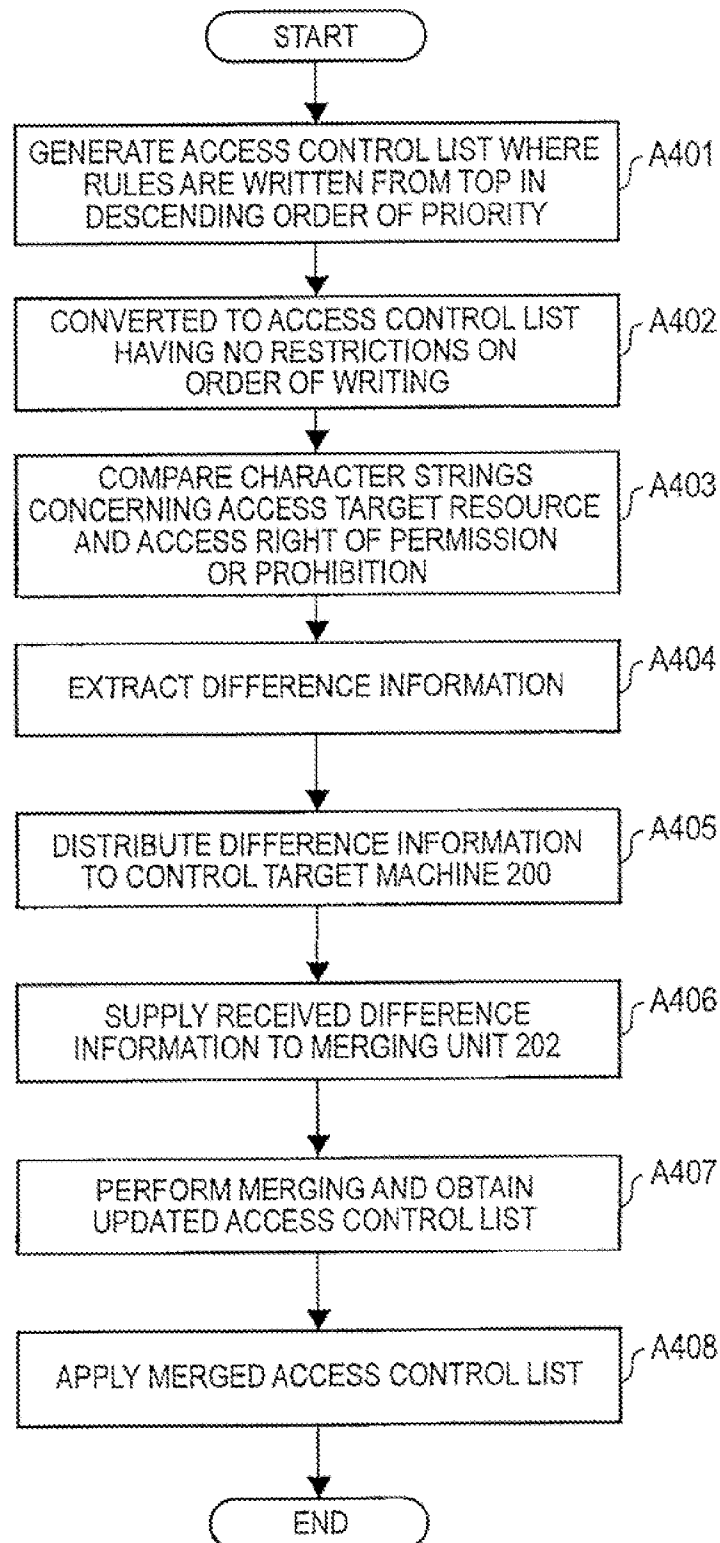 START
GENERATE ACCESS CONTROL LIST WHERE
RULES ARE WRITTEN FROM TOP IN
DESCENDING ORDER OF PRIORITY
A401
CONVERTED TO ACCESS CONTROL LIST
HAVING NO RESTRICTIONS ON
ORDER OF WRITING
A402
COMPARE CHARACTER STRINGS
CONCERNING ACCESS TARGET RESOURCE
AND ACCESS RIGHT OF PERMISSION
OR PROHIBITION
A403
EXTRACT DIFFERENCE INFORMATION
A404
DISTRIBUTE DIFFERENCE INFORMATION
TO CONTROL TARGET MACHINE 200
A405
SUPPLY RECEIVED DIFFERENCE
INFORMATION TO MERGING UNIT 202
A406
PERFORM MERGING AND OBTAIN
UPDATED ACCESS CONTROL LIST
A407
APPLY MERGED ACCESS CONTROL LIST
A408
END